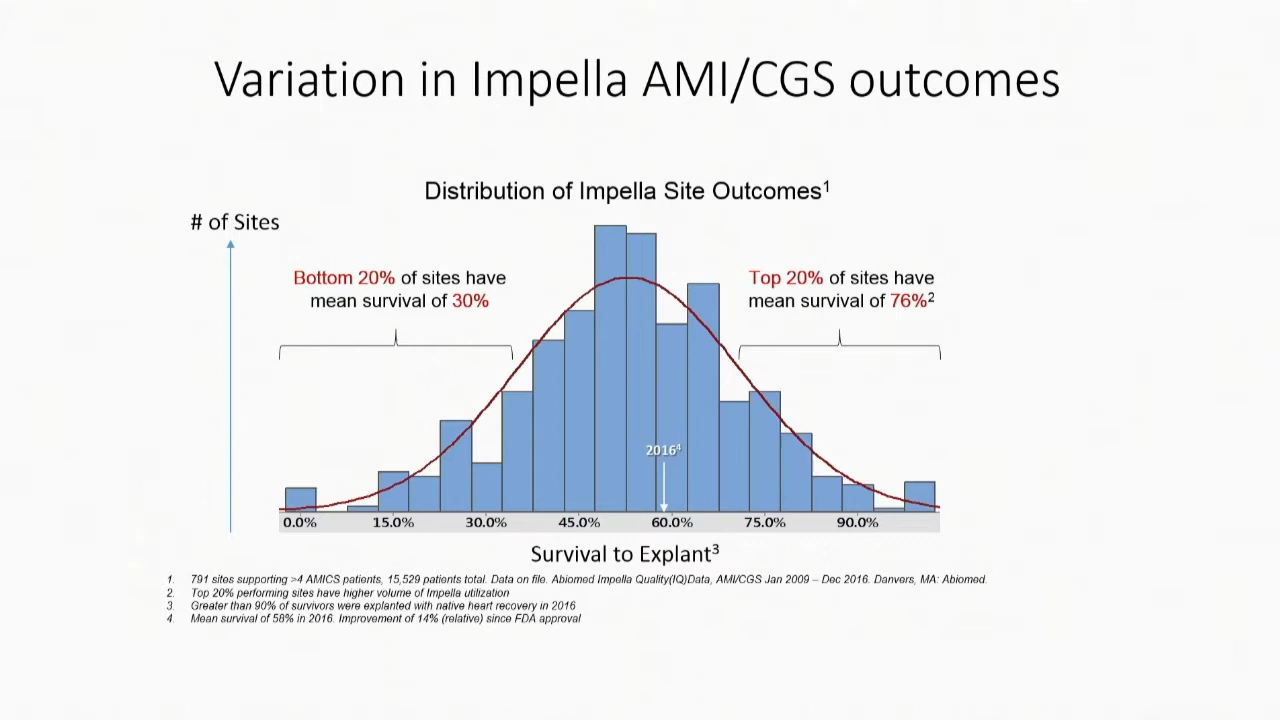 Variation in Impella AMI/CGS outcomes
Distribution of Impella Site Outcomes1
# of Sites
Bottom 20% of sites have
mean survival of 30%
Top 20% of sites have
mean survival of 76%2
20164
0.0% 15.0% 30.0% 45.0% 60.0% 75.0% 90.0%
Survival to Explant3
1. 791 sites supporting >4 AMICS patients, 15,529 patients total. Data on file. Abiomed Impella Quality(IQ)Data, AMI/CGS Jan 2009 – Dec 2016. Danvers, MA: Abiomed.
2. Top 20% performing sites have higher volume of Impella utilization
3. Greater than 90% of survivors were explanted with native heart recovery in 2016
4. Mean survival of 58% in 2016. Improvement of 14% (relative) since FDA approval